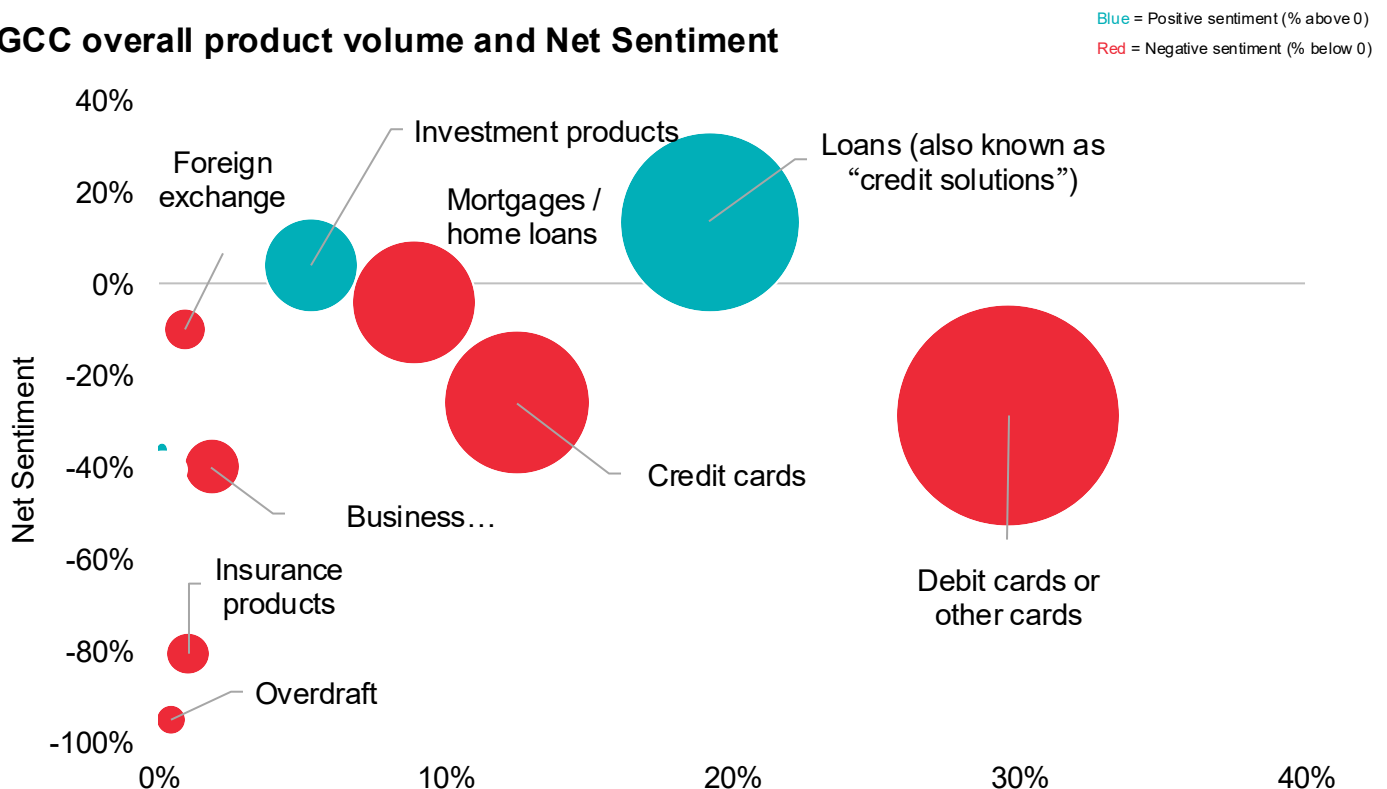 GCC overall product volume and Net Sentiment
Blue = Positive sentiment (% above 0)
Red = Negative sentiment (% below 0)
40%
20%
0%
-20%
-40%
-60%
-80%
-100%
Net Sentiment
Foreign
exchange
Investment products
Mortgages /
home loans
Loans (also known as
“credit solutions”)
Credit cards
Business…
Debit cards or
other cards
Insurance
products
Overdraft
0%
10%
20%
30%
40%